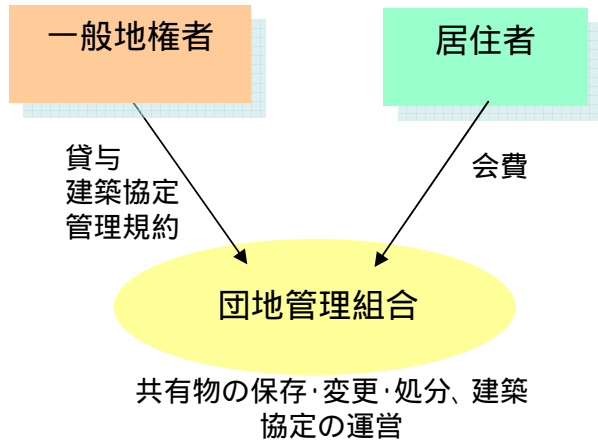 一般地権者
居住者
貸与
建築協定
管理規約
会費
団地管理組合
共有物の保存･変更･処分、建築
協定の運営